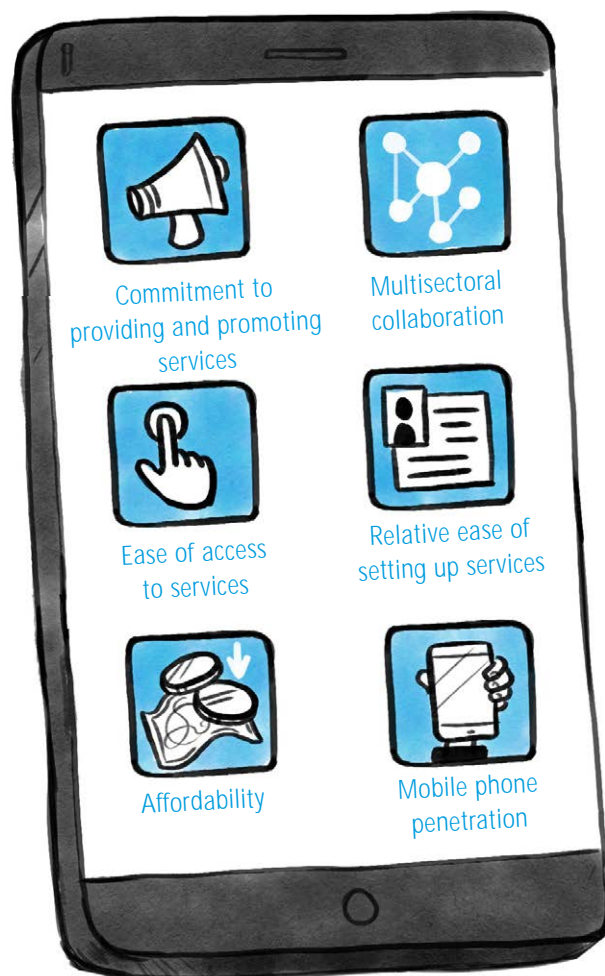 Commitment to
providing and promoting
services
Multisectoral
collaboration
Ease of access
to services
Relative ease of
setting up services
Affordability
Mobile phone
penetration